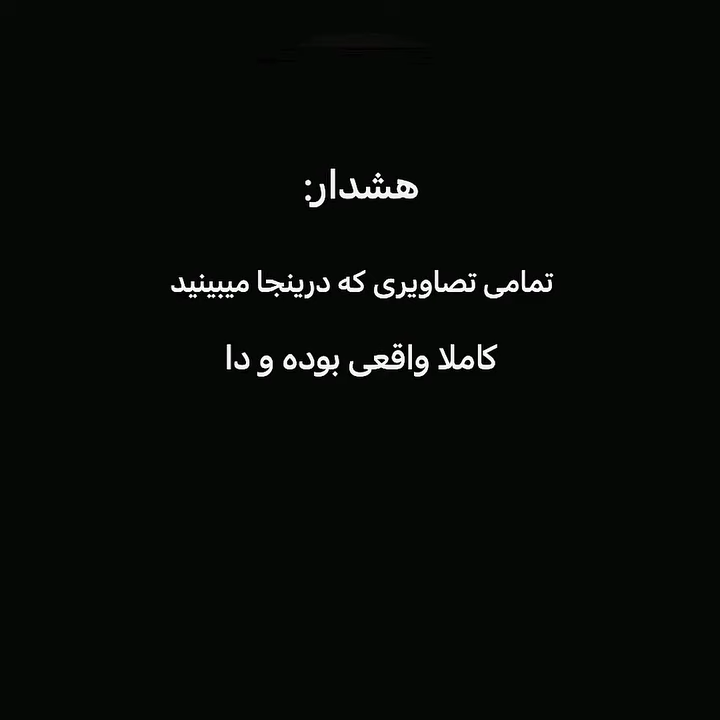 هشدار:
تمامی تصاویری که درینجا میبینید
کاملا واقعی بوده و دا